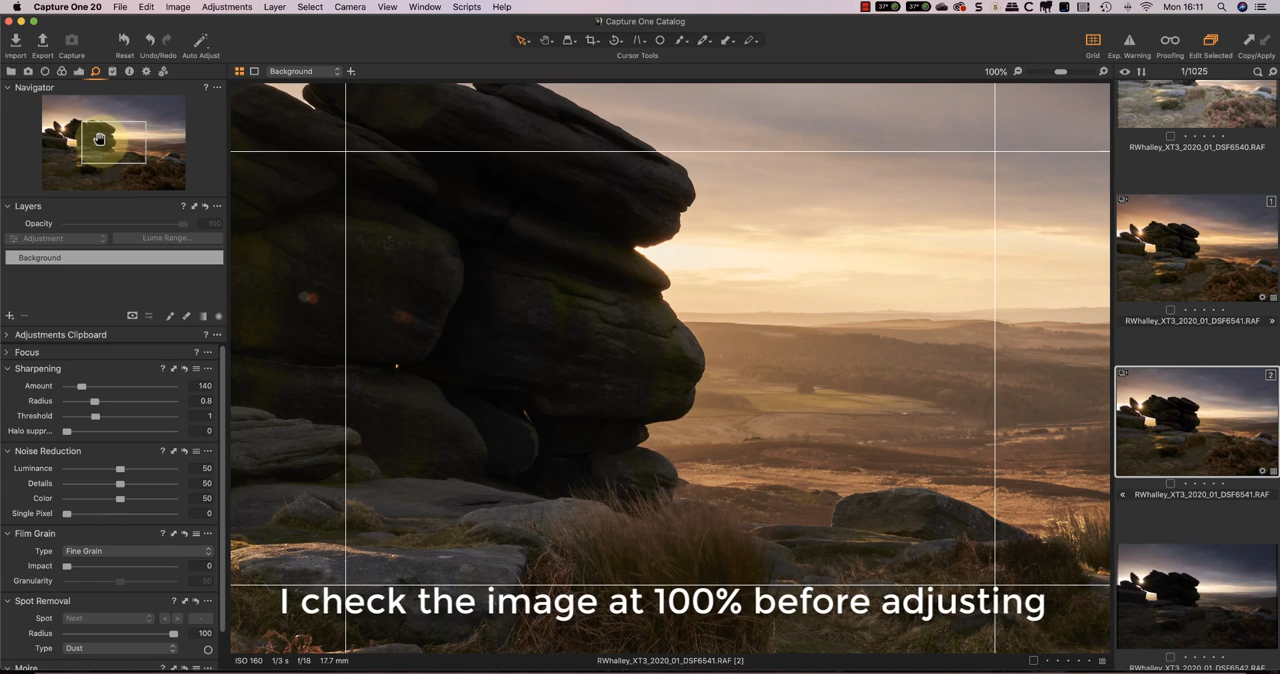 Capture One 20 File Edit Image Adjustments Layer Select Camera View Window Scripts Help
37° 37° Mon 16:11
Capture One Catalog
Import Export Capture Reset Undo/Redo Auto Adjust Cursor Tools Grid Exp. Warning Proofing Edit Selected Copy/Apply
Background 100% 1/1025
Navigator ? ...
Layers ? ...
Opacity 100
Adjustment Luma Range...
Background
Adjustments Clipboard ? ...
Focus ? ...
Sharpening ? ...
Amount 140
Radius 0.8
Threshold 1
Halo suppr... 0
Noise Reduction ? ...
Luminance 50
Details 50
Color 50
Single Pixel 0
Film Grain ? ...
Type Fine Grain
Impact 0
Granularity 50
Spot Removal ? ...
Spot Next < > -
Radius 100
Type Dust
Moire
I check the image at 100% before adjusting
ISO 160 1/3 s f/18 17.7 mm RWhalley_XT3_2020_01_DSF6541.RAF [2]
RWhalley_XT3_2020_01_DSF6540.RAF
1
RWhalley_XT3_2020_01_DSF6541.RAF »
2
« RWhalley_XT3_2020_01_DSF6541.RAF
RWhalley_XT3_2020_01_DSF6542.RAF